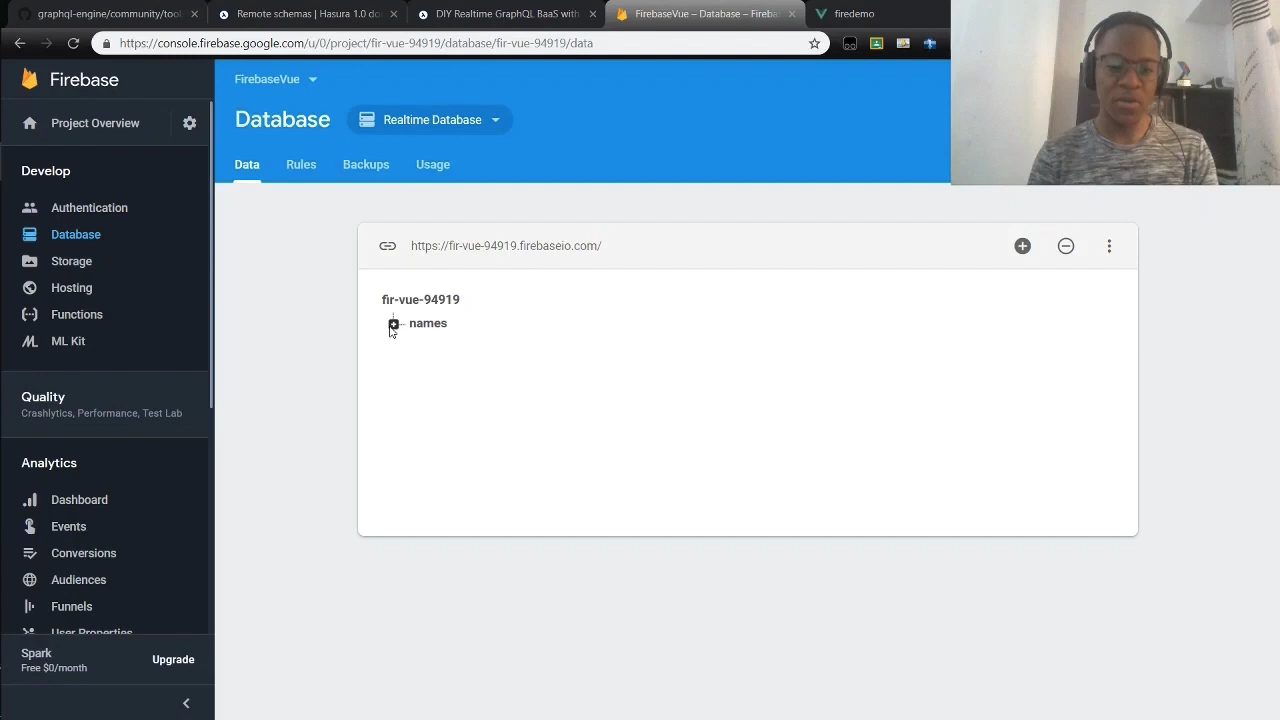 graphql-engine/community/tool
Remote schemas | Hasura 1.0 do
DIY Realtime GraphQL BaaS with
FirebaseVue – Database – Fireba
firedemo
https://console.firebase.google.com/u/0/project/fir-vue-94919/database/fir-vue-94919/data
Firebase
Project Overview
Develop
Authentication
Database
Storage
Hosting
Functions
ML Kit
Quality
Crashlytics, Performance, Test Lab
Analytics
Dashboard
Events
Conversions
Audiences
Funnels
User Properties
Spark
Free $0/month
Upgrade
FirebaseVue
Database
Realtime Database
Data
Rules
Backups
Usage
https://fir-vue-94919.firebaseio.com/
fir-vue-94919
names